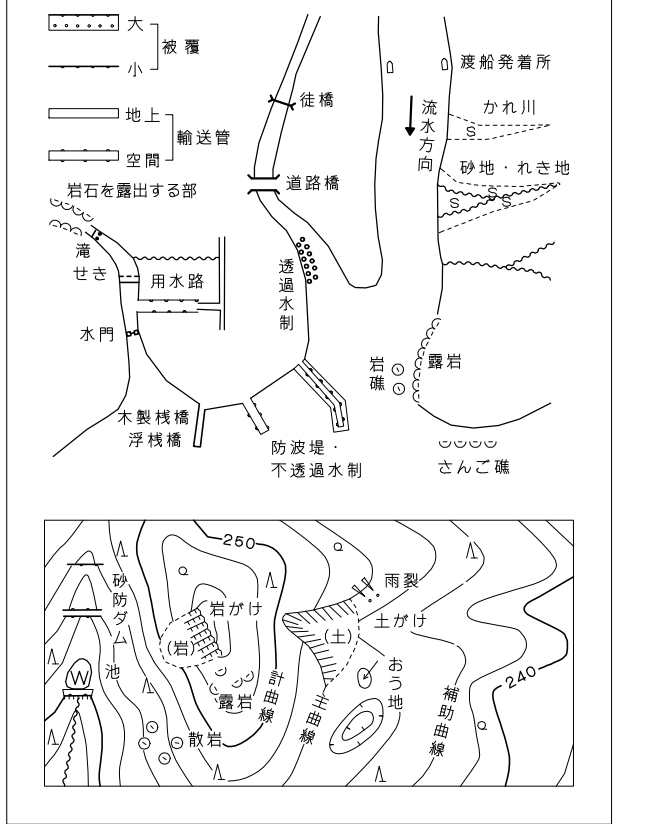 大
被覆
小
地上
輸送管
空間
岩石を露出する部
滝
せき
用水路
水門
徒橋
道路橋
透過水制
渡船発着所
流水方向
かれ川
S
砂地・れき地
S
S
S
岩礁
露岩
木製桟橋
浮桟橋
防波堤・
不透過水制
さんご礁
250
砂防ダム
岩がけ
(岩)
雨裂
土がけ
(土)
池
W
露岩
計曲線
主曲線
おう地
補助曲線
240
散岩